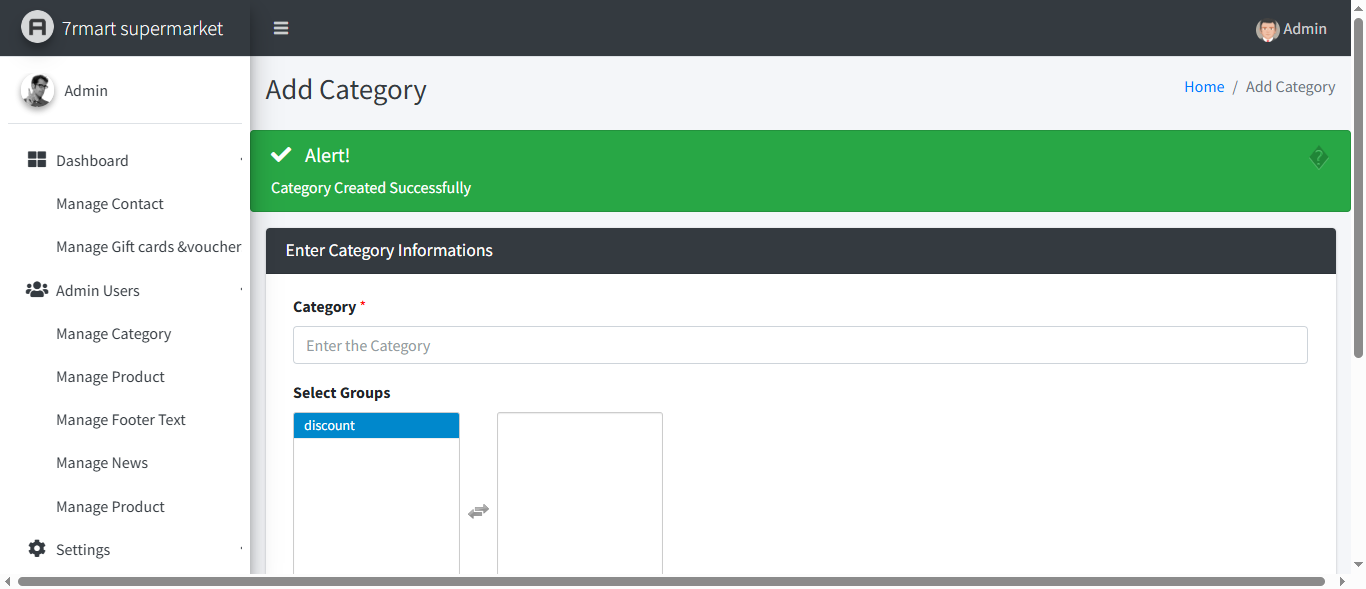 7rmart supermarket
Admin
Admin
Add Category
Home / Add Category
Alert!
Category Created Successfully
Dashboard
Manage Contact
Manage Gift cards &voucher
Admin Users
Manage Category
Manage Product
Manage Footer Text
Manage News
Manage Product
Settings
Enter Category Informations
Category *
Enter the Category
Select Groups
discount